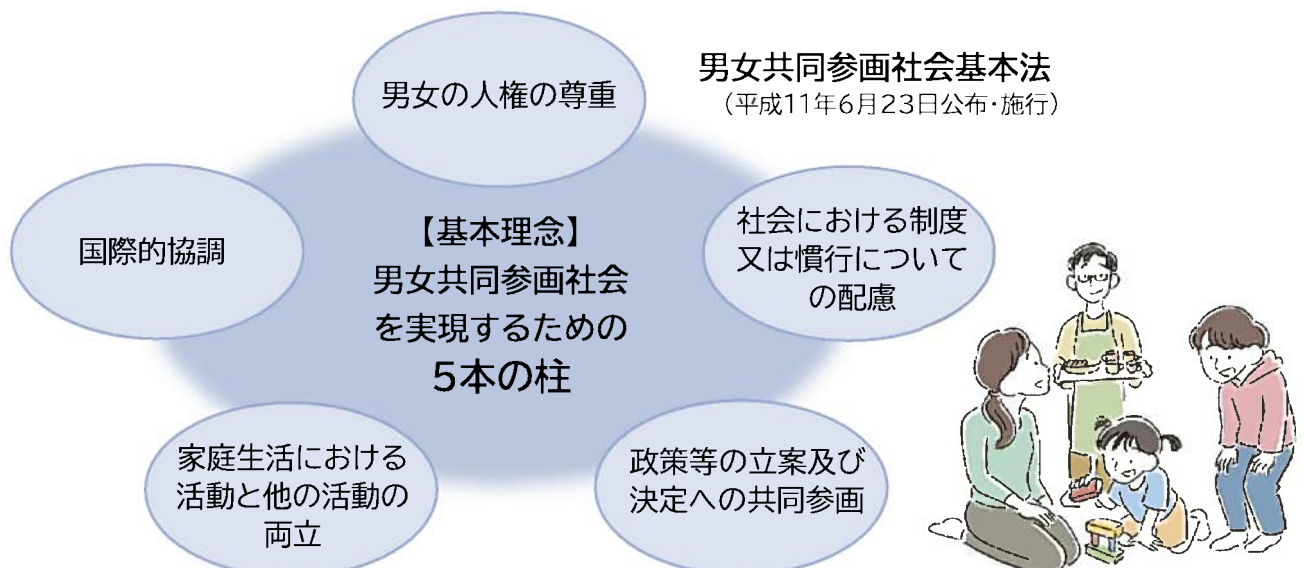 男女共同参画社会基本法
（平成11年6月23日公布・施行）
男女の人権の尊重
社会における制度
又は慣行について
の配慮
政策等の立案及び
決定への共同参画
家庭生活における
活動と他の活動の
両立
国際的協調
【基本理念】
男女共同参画社会
を実現するための
5本の柱